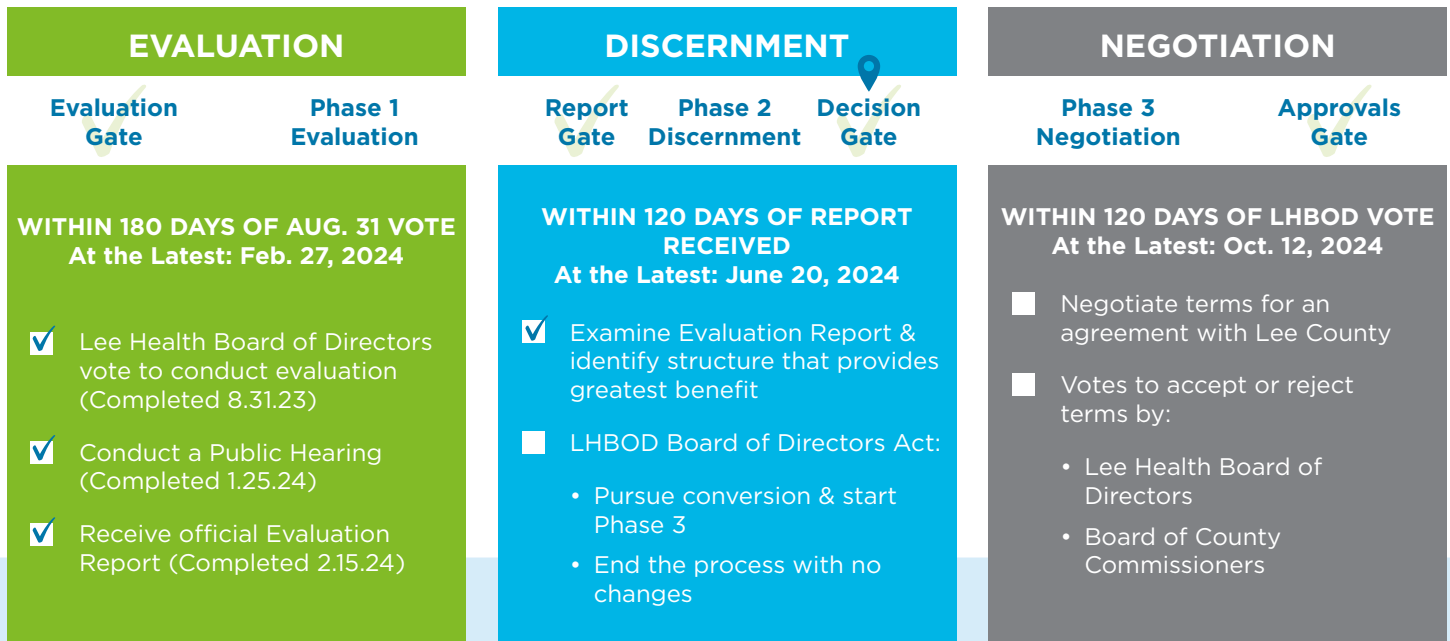 EVALUATION
Evaluation
Gate
Phase 1
Evaluation
WITHIN 180 DAYS OF AUG. 31 VOTE
At the Latest: Feb. 27, 2024
Lee Health Board of Directors
vote to conduct evaluation
(Completed 8.31.23)
Conduct a Public Hearing
(Completed 1.25.24)
Receive official Evaluation
Report (Completed 2.15.24)
DISCERNMENT
Report
Gate
Phase 2
Discernment
Decision
Gate
WITHIN 120 DAYS OF REPORT
RECEIVED
At the Latest: June 20, 2024
Examine Evaluation Report &
identify structure that provides
greatest benefit
LHBOD Board of Directors Act:
• Pursue conversion & start
Phase 3
• End the process with no
changes
NEGOTIATION
Phase 3
Negotiation
Approvals
Gate
WITHIN 120 DAYS OF LHBOD VOTE
At the Latest: Oct. 12, 2024
Negotiate terms for an
agreement with Lee County
Votes to accept or reject
terms by:
• Lee Health Board of
Directors
• Board of County
Commissioners